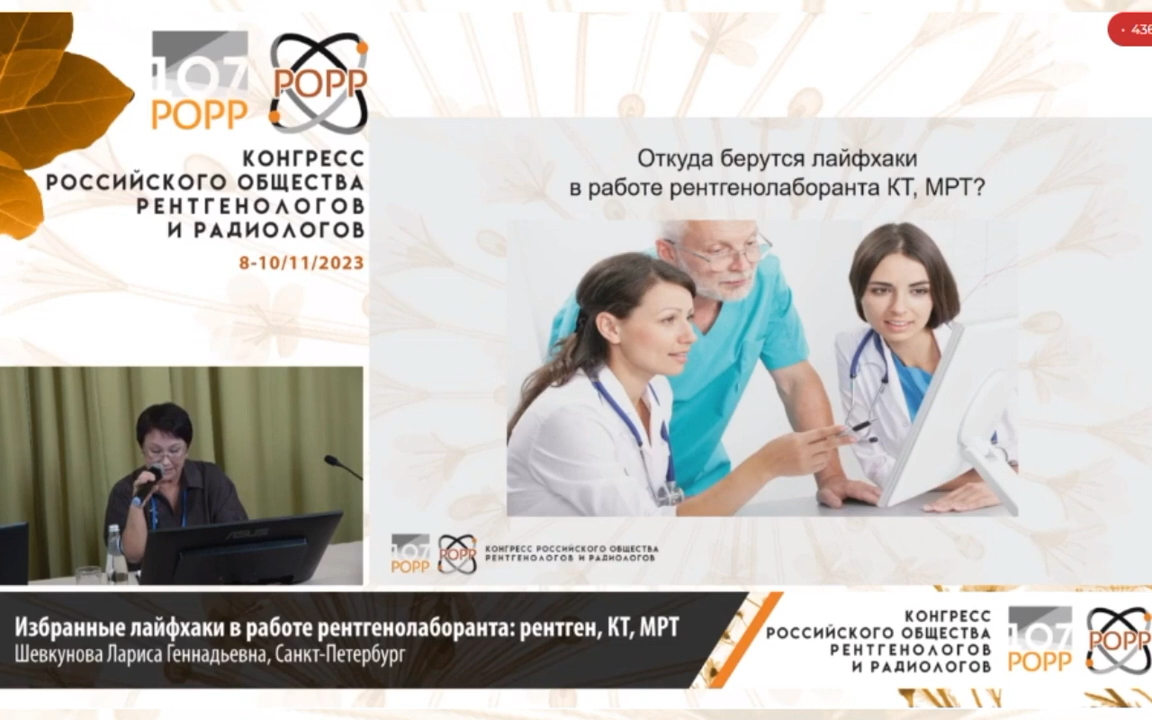 107
РОРР
РОРР
КОНГРЕСС
РОССИЙСКОГО ОБЩЕСТВА
РЕНТГЕНОЛОГОВ
И РАДИОЛОГОВ
8-10/11/2023
Откуда берутся лайфхаки
в работе рентгенолаборанта КТ, МРТ?
ASUS
107
РОРР
РОРР
КОНГРЕСС РОССИЙСКОГО ОБЩЕСТВА
РЕНТГЕНОЛОГОВ И РАДИОЛОГОВ
Избранные лайфхаки в работе рентгенолаборанта: рентген, КТ, МРТ
Шевкунова Лариса Геннадьевна, Санкт-Петербург
КОНГРЕСС
РОССИЙСКОГО ОБЩЕСТВА
РЕНТГЕНОЛОГОВ
И РАДИОЛОГОВ
107
РОРР
РОРР